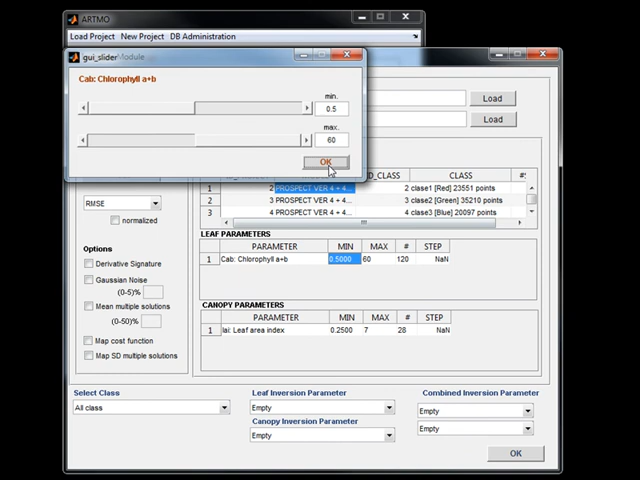 ARTMO
Load Project New Project DB Administration
gui_slider Module
Cab: Chlorophyll a+b
min.
0.5
max.
60
OK
Load
Load
D_CLASS CLASS #S
1 2 PROSPECT VER 4 + 4... 2 clase1 [Red] 23551 points
2 3 PROSPECT VER 4 + 4... 3 clase2 [Green] 35210 points
3 4 PROSPECT VER 4 + 4... 4 clase3 [Blue] 20097 points
RMSE
normalized
Options
Derivative Signature
Gaussian Noise
(0-5)%
Mean multiple solutions
(0-50)%
Map cost function
Map SD multiple solutions
LEAF PARAMETERS
PARAMETER MIN MAX # STEP
1 Cab: Chlorophyll a+b 0.5000 60 120 NaN
CANOPY PARAMETERS
PARAMETER MIN MAX # STEP
1 lai: Leaf area index 0.2500 7 28 NaN
Select Class
All class
Leaf Inversion Parameter
Empty
Canopy Inversion Parameter
Empty
Combined Inversion Parameter
Empty
Empty
OK